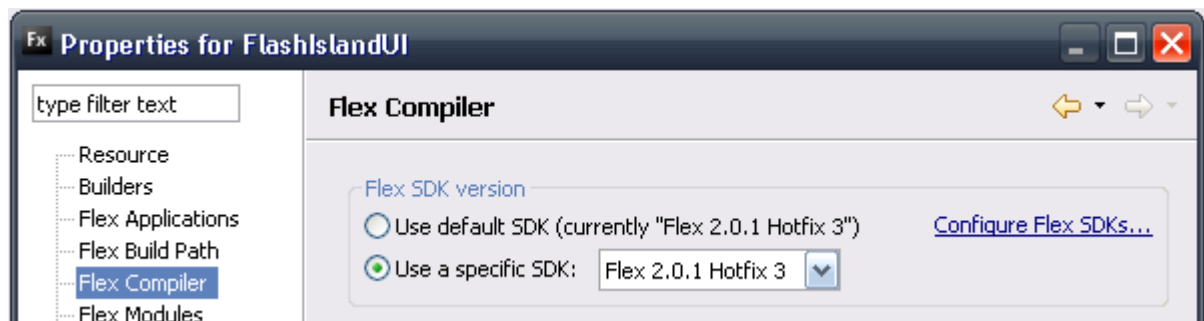 Fx Properties for FlashIslandUI
type filter text
Resource
Builders
Flex Applications
Flex Build Path
Flex Compiler
Flex Modules
Flex Compiler
Flex SDK version
Use default SDK (currently "Flex 2.0.1 Hotfix 3")
Configure Flex SDKs...
Use a specific SDK: Flex 2.0.1 Hotfix 3